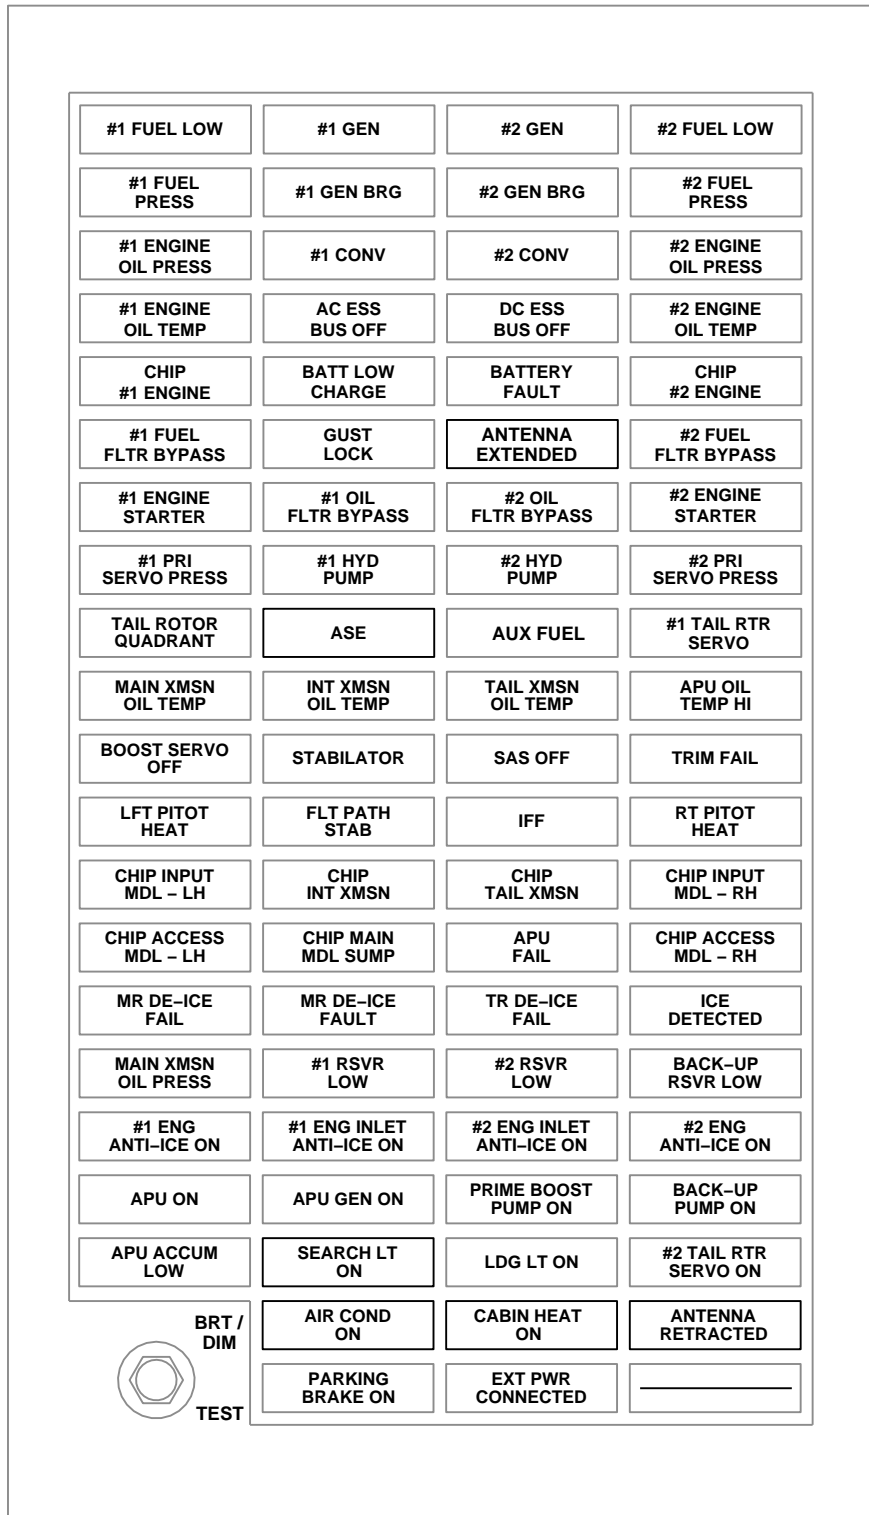 #1 FUEL LOW
#1 GEN
#2 GEN
#2 FUEL LOW
#1 FUEL
PRESS
#1 GEN BRG
#2 GEN BRG
#2 FUEL
PRESS
#1 ENGINE
OIL PRESS
#1 CONV
#2 CONV
#2 ENGINE
OIL PRESS
#1 ENGINE
OIL TEMP
AC ESS
BUS OFF
DC ESS
BUS OFF
#2 ENGINE
OIL TEMP
CHIP
#1 ENGINE
BATT LOW
CHARGE
BATTERY
FAULT
CHIP
#2 ENGINE
#1 FUEL
FLTR BYPASS
GUST
LOCK
ANTENNA
EXTENDED
#2 FUEL
FLTR BYPASS
#1 ENGINE
STARTER
#1 OIL
FLTR BYPASS
#2 OIL
FLTR BYPASS
#2 ENGINE
STARTER
#1 PRI
SERVO PRESS
#1 HYD
PUMP
#2 HYD
PUMP
#2 PRI
SERVO PRESS
TAIL ROTOR
QUADRANT
ASE
AUX FUEL
#1 TAIL RTR
SERVO
MAIN XMSN
OIL TEMP
INT XMSN
OIL TEMP
TAIL XMSN
OIL TEMP
APU OIL
TEMP HI
BOOST SERVO
OFF
STABILATOR
SAS OFF
TRIM FAIL
LFT PITOT
HEAT
FLT PATH
STAB
IFF
RT PITOT
HEAT
CHIP INPUT
MDL – LH
CHIP
INT XMSN
CHIP
TAIL XMSN
CHIP INPUT
MDL – RH
CHIP ACCESS
MDL – LH
CHIP MAIN
MDL SUMP
APU
FAIL
CHIP ACCESS
MDL – RH
MR DE–ICE
FAIL
MR DE–ICE
FAULT
TR DE–ICE
FAIL
ICE
DETECTED
MAIN XMSN
OIL PRESS
#1 RSVR
LOW
#2 RSVR
LOW
BACK–UP
RSVR LOW
#1 ENG
ANTI–ICE ON
#1 ENG INLET
ANTI–ICE ON
#2 ENG INLET
ANTI–ICE ON
#2 ENG
ANTI–ICE ON
APU ON
APU GEN ON
PRIME BOOST
PUMP ON
BACK–UP
PUMP ON
APU ACCUM
LOW
SEARCH LT
ON
LDG LT ON
#2 TAIL RTR
SERVO ON
BRT /
DIM
AIR COND
ON
CABIN HEAT
ON
ANTENNA
RETRACTED
TEST
PARKING
BRAKE ON
EXT PWR
CONNECTED